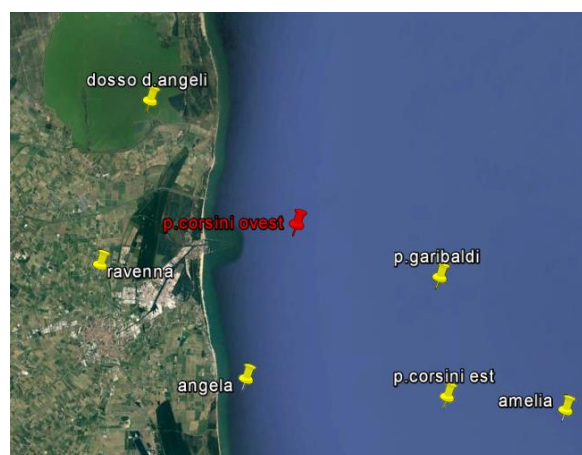 dosso d.angeli
p.corsini ovest
p.garibaldi
ravenna
angela
p.corsini est
amelia